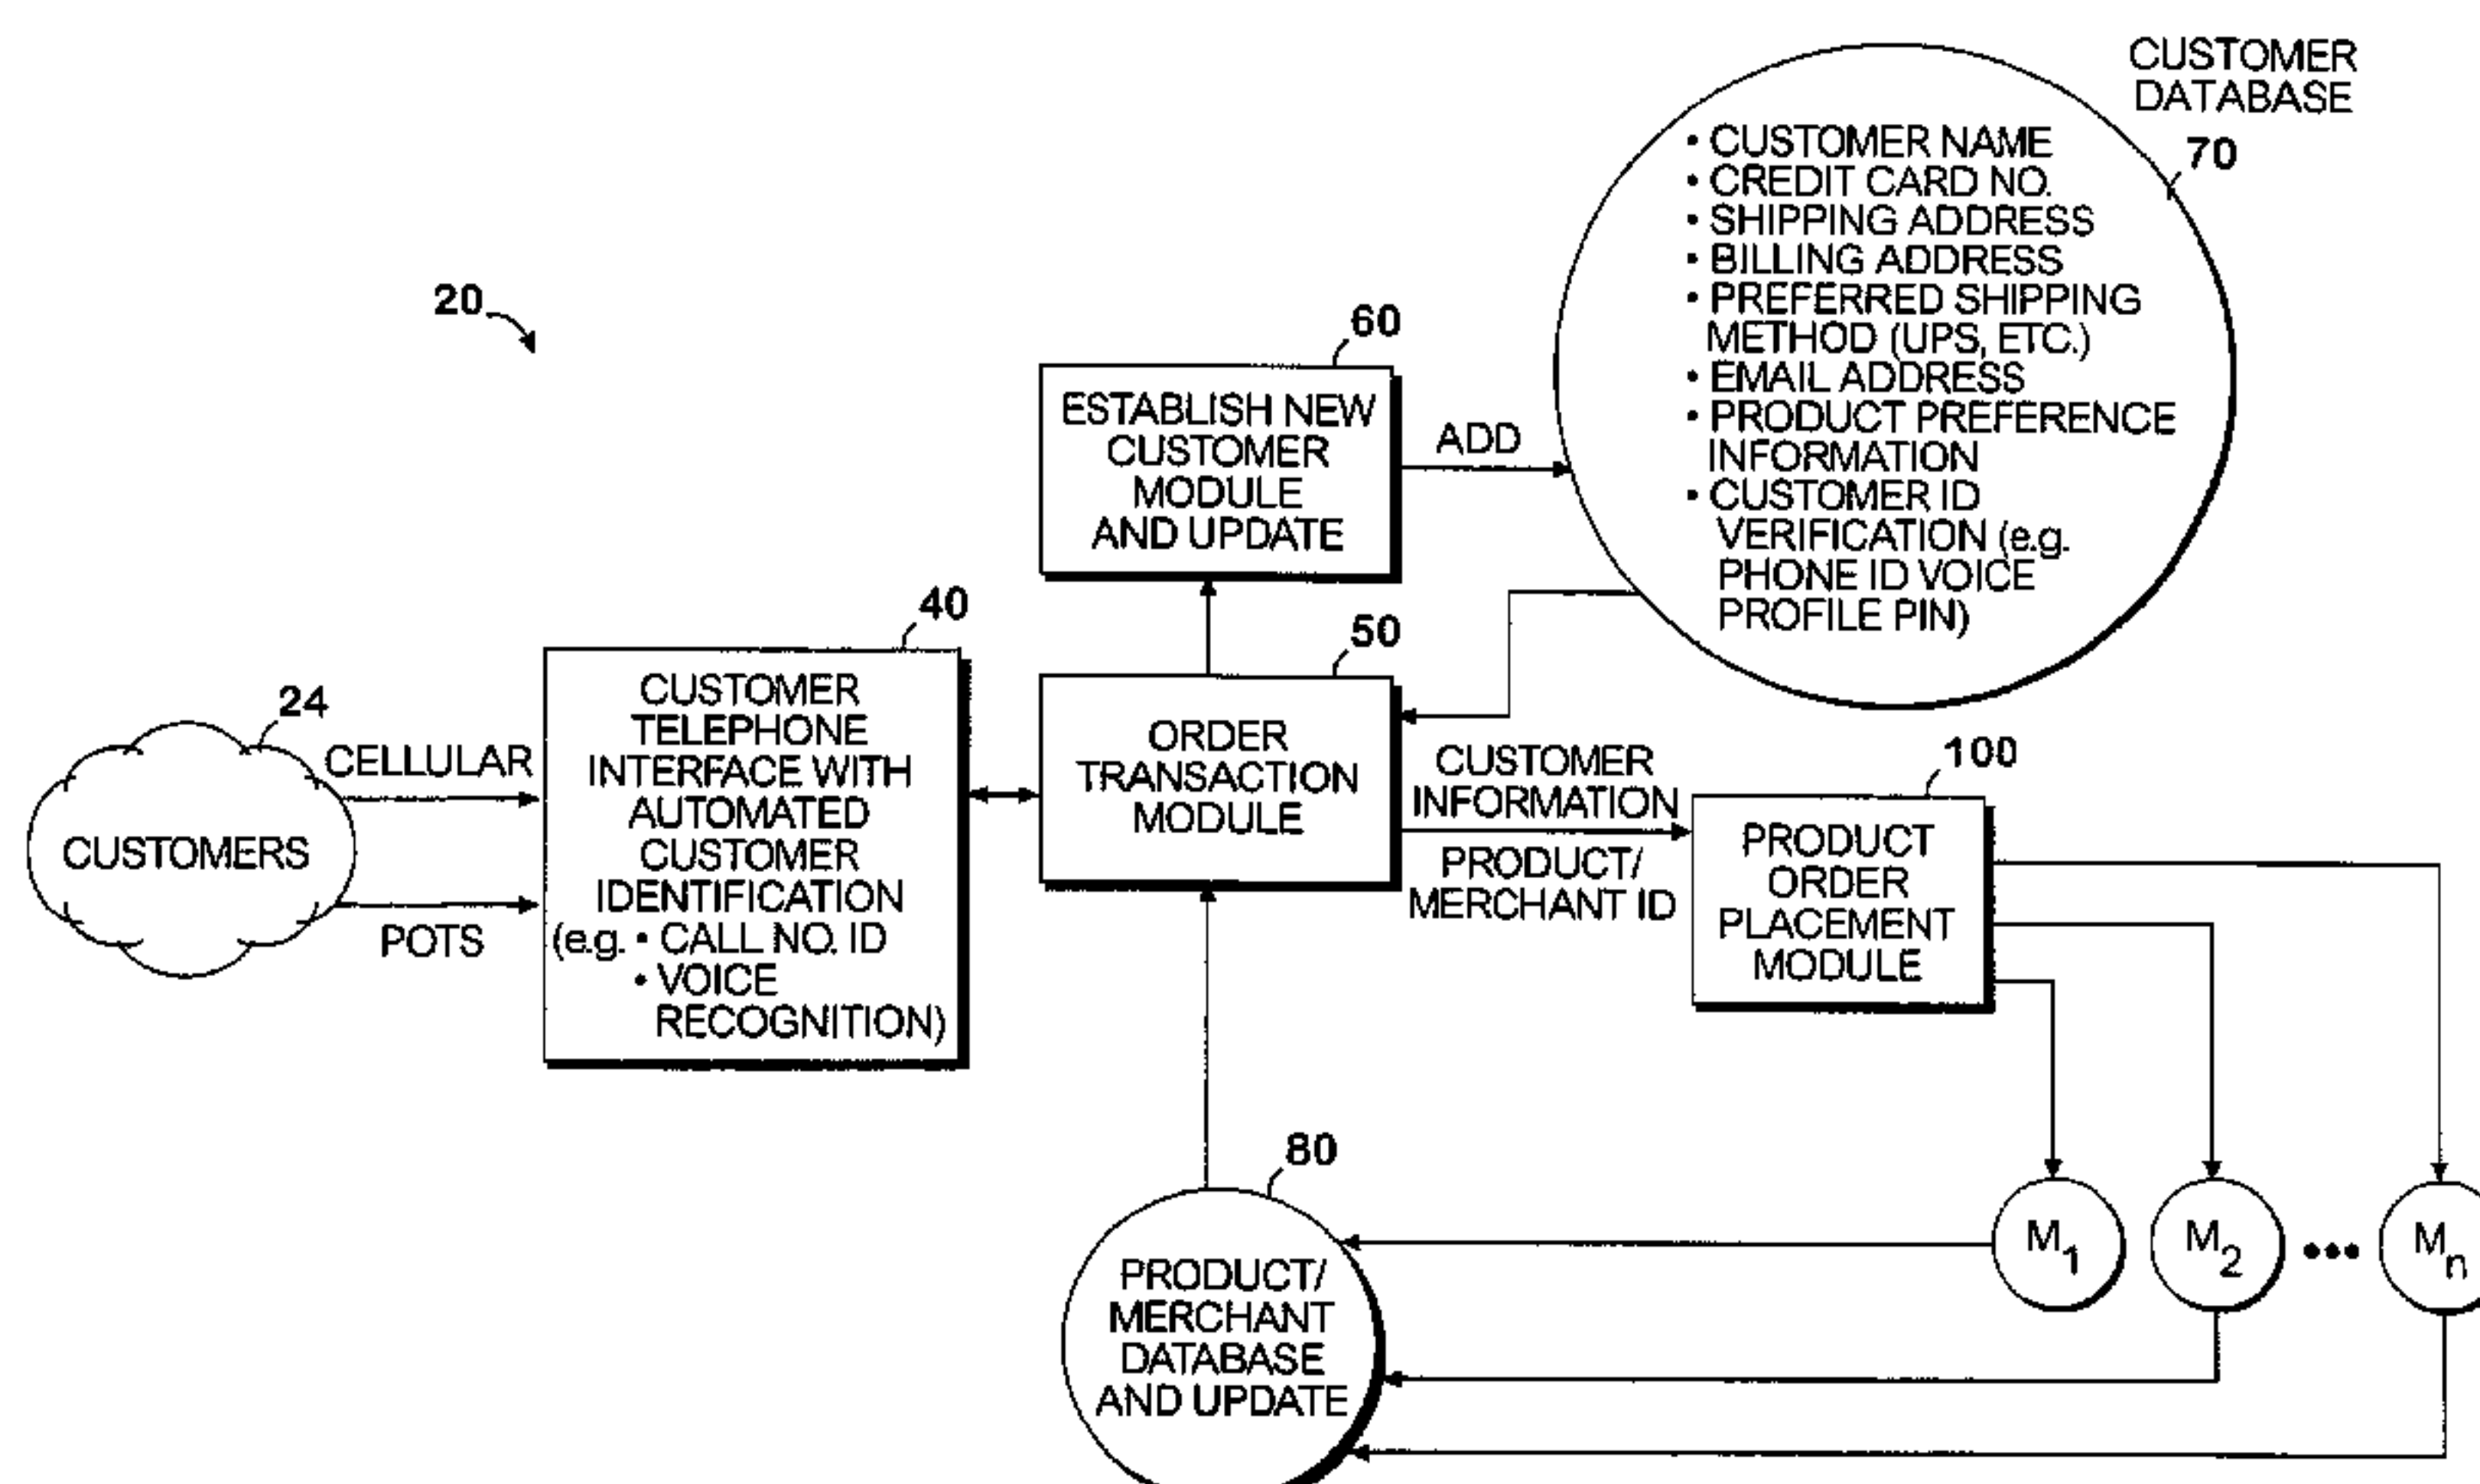 CUSTOMER
DATABASE
70
• CUSTOMER NAME
• CREDIT CARD NO.
• SHIPPING ADDRESS
• BILLING ADDRESS
• PREFERRED SHIPPING
METHOD (UPS, ETC.)
• EMAIL ADDRESS
• PRODUCT PREFERENCE
INFORMATION
• CUSTOMER ID
VERIFICATION (e.g.
PHONE ID VOICE
PROFILE PIN)
20
60
ESTABLISH NEW
CUSTOMER
MODULE
AND UPDATE
ADD
40
CUSTOMER
TELEPHONE
INTERFACE WITH
AUTOMATED
CUSTOMER
IDENTIFICATION
(e.g. • CALL NO. ID
• VOICE
RECOGNITION)
50
ORDER
TRANSACTION
MODULE
24
CELLULAR
CUSTOMERS
POTS
CUSTOMER
INFORMATION
PRODUCT/
MERCHANT ID
100
PRODUCT
ORDER
PLACEMENT
MODULE
80
PRODUCT/
MERCHANT
DATABASE
AND UPDATE
M1
M2
•••
Mn